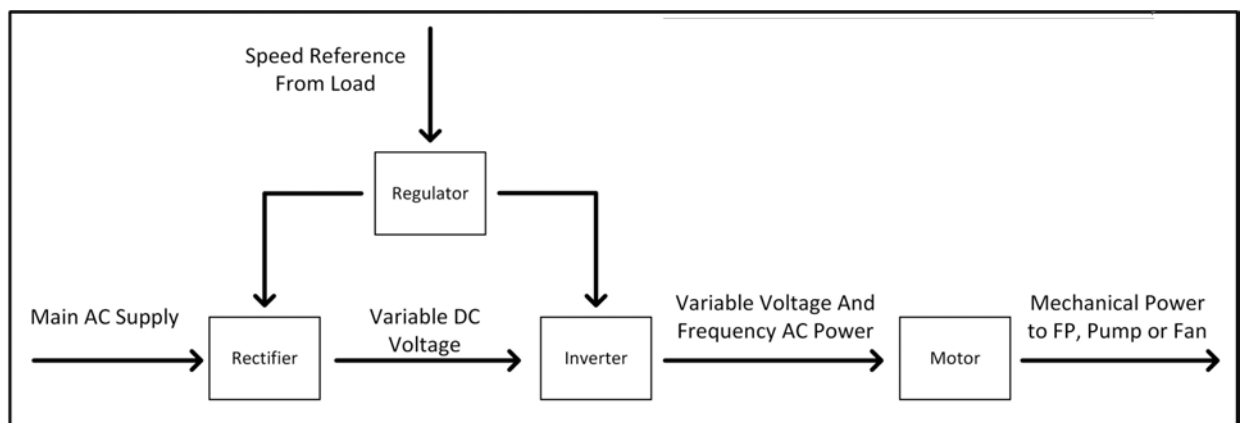 Speed Reference
From Load
Regulator
Main AC Supply
Rectifier
Variable DC
Voltage
Inverter
Variable Voltage And
Frequency AC Power
Motor
Mechanical Power
to FP, Pump or Fan